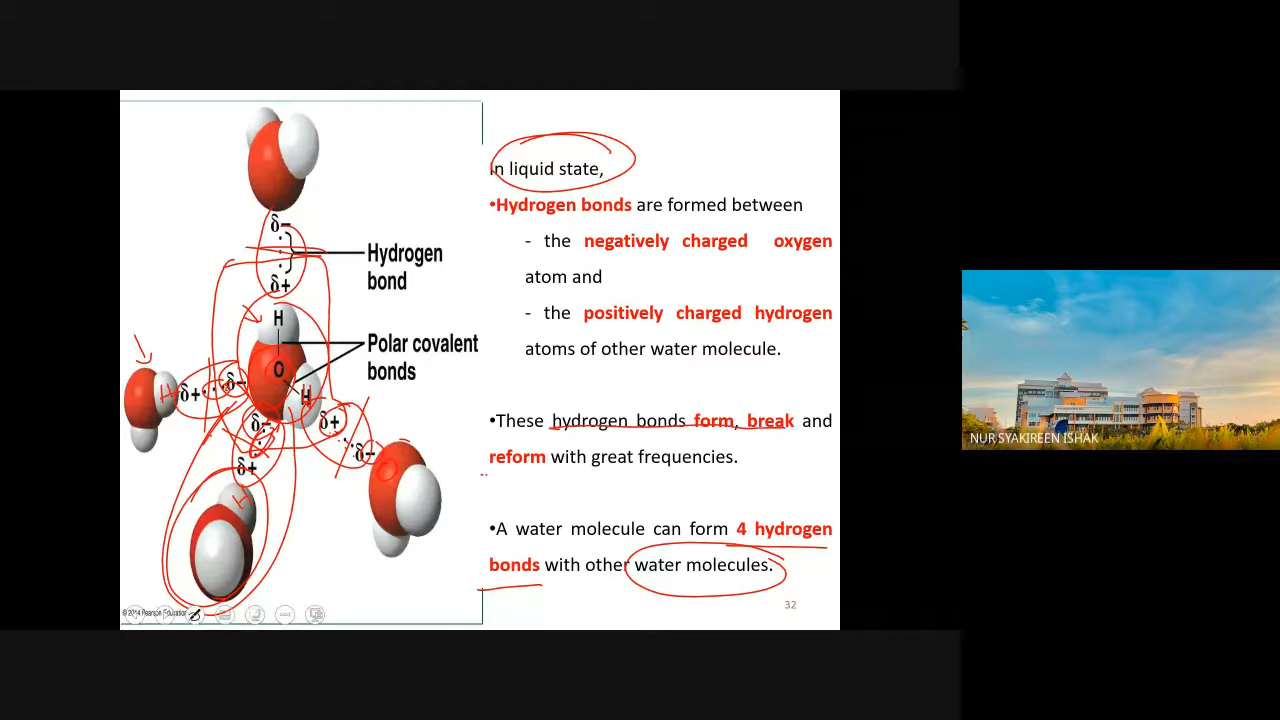 In liquid state,
•Hydrogen bonds are formed between
- the negatively charged oxygen
atom and
- the positively charged hydrogen
atoms of other water molecule.
•These hydrogen bonds form, break and
reform with great frequencies.
•A water molecule can form 4 hydrogen
bonds with other water molecules.
32
δ−
Hydrogen
bond
δ+
H
Polar covalent
bonds
O
H
H
δ+
δ−
H
δ−
δ+
δ−
δ+
H
© 2014 Pearson Education
NUR SYAKIREEN ISHAK